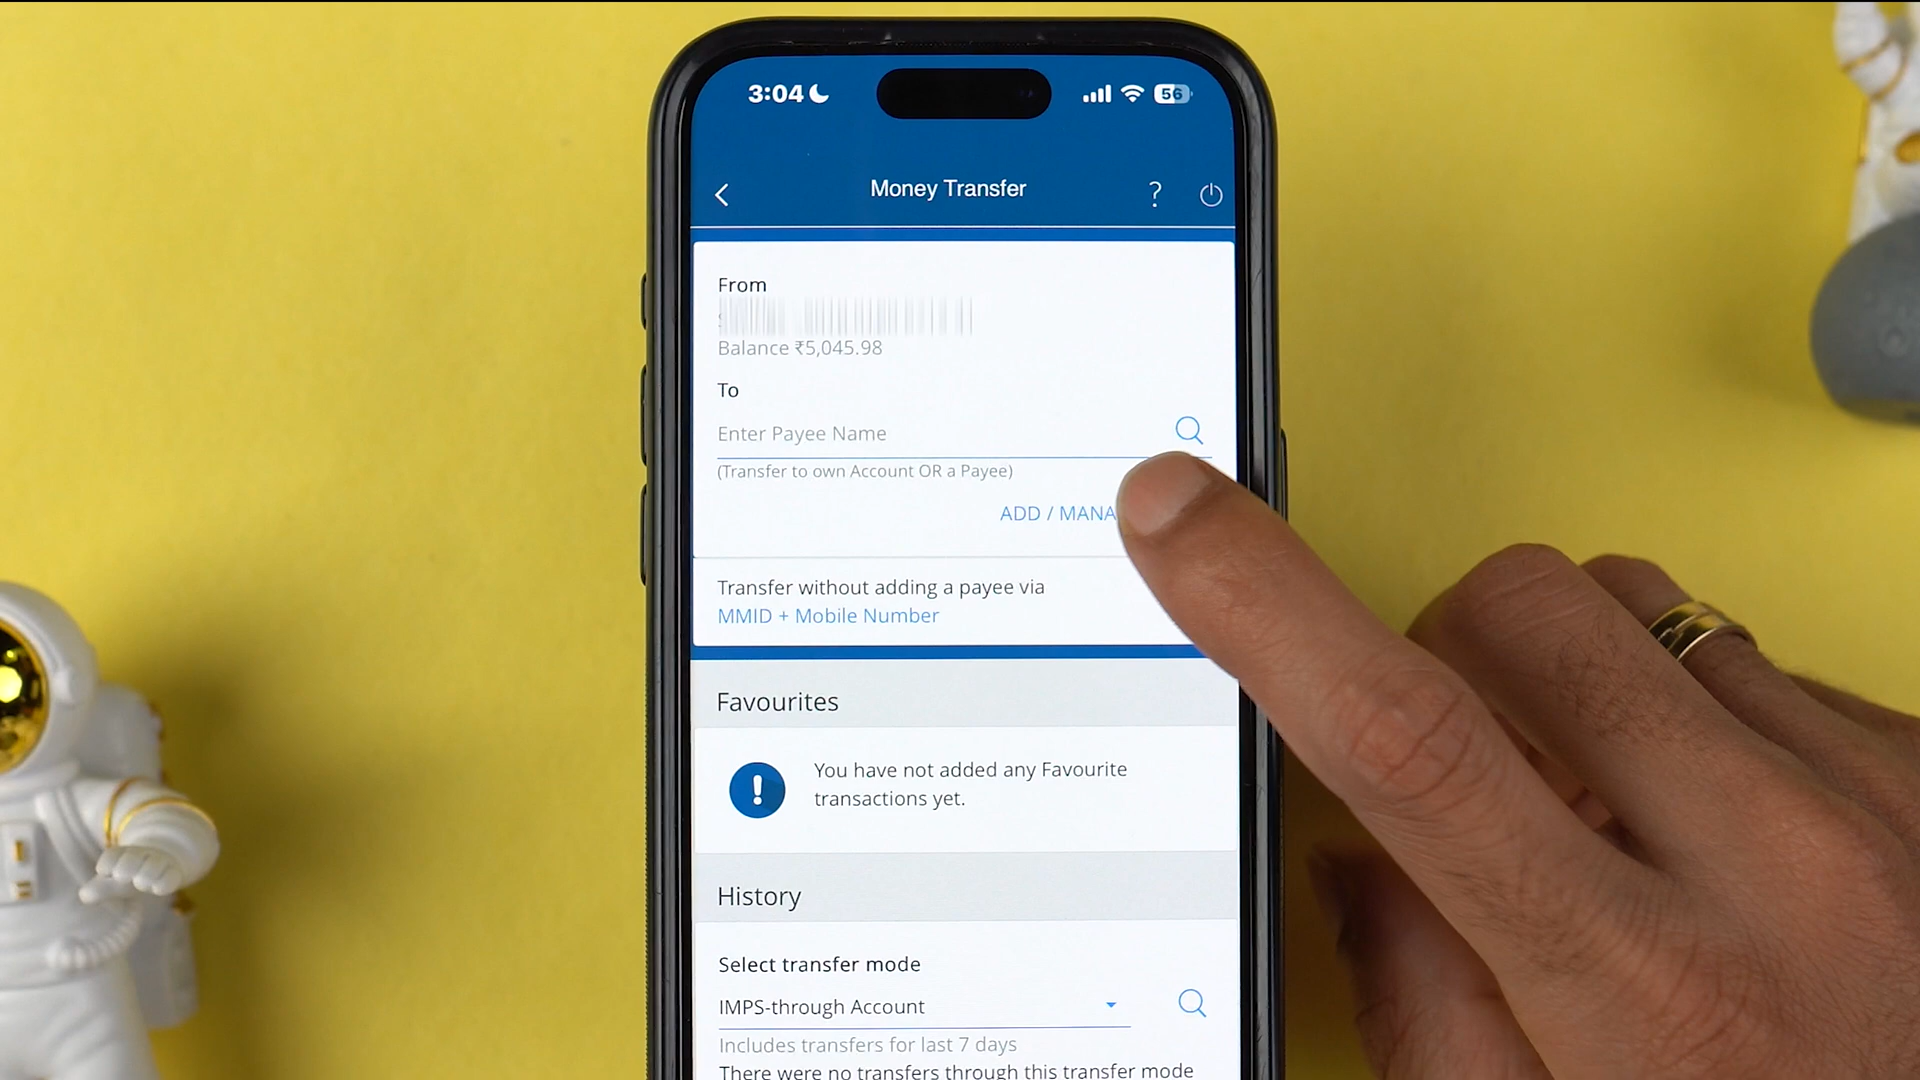 3:04
56
Money Transfer
?
From
Balance ₹5,045.98
To
Enter Payee Name
(Transfer to own Account OR a Payee)
ADD / MANA
Transfer without adding a payee via
MMID + Mobile Number
Favourites
!
You have not added any Favourite
transactions yet.
History
Select transfer mode
IMPS-through Account
Includes transfers for last 7 days
There were no transfers through this transfer mode